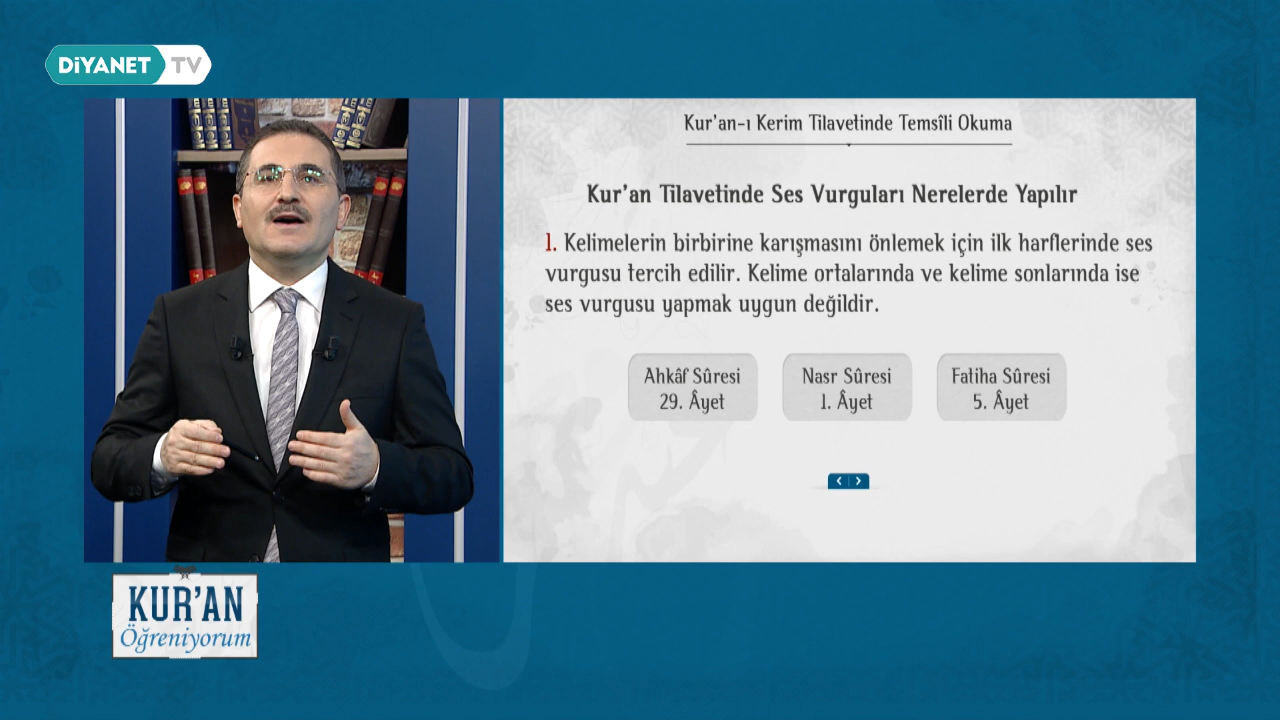 DİYANET TV
Kur'an-ı Kerim Tilavetinde Temsîli Okuma
Kur'an Tilavetinde Ses Vurguları Nerelerde Yapılır
1. Kelimelerin birbirine karışmasını önlemek için ilk harflerinde ses
vurgusu tercih edilir. Kelime ortalarında ve kelime sonlarında ise
ses vurgusu yapmak uygun değildir.
Ahkâf Sûresi
29. Âyet
Nasr Sûresi
1. Âyet
Fatiha Sûresi
5. Âyet
KUR'AN
Öğreniyorum